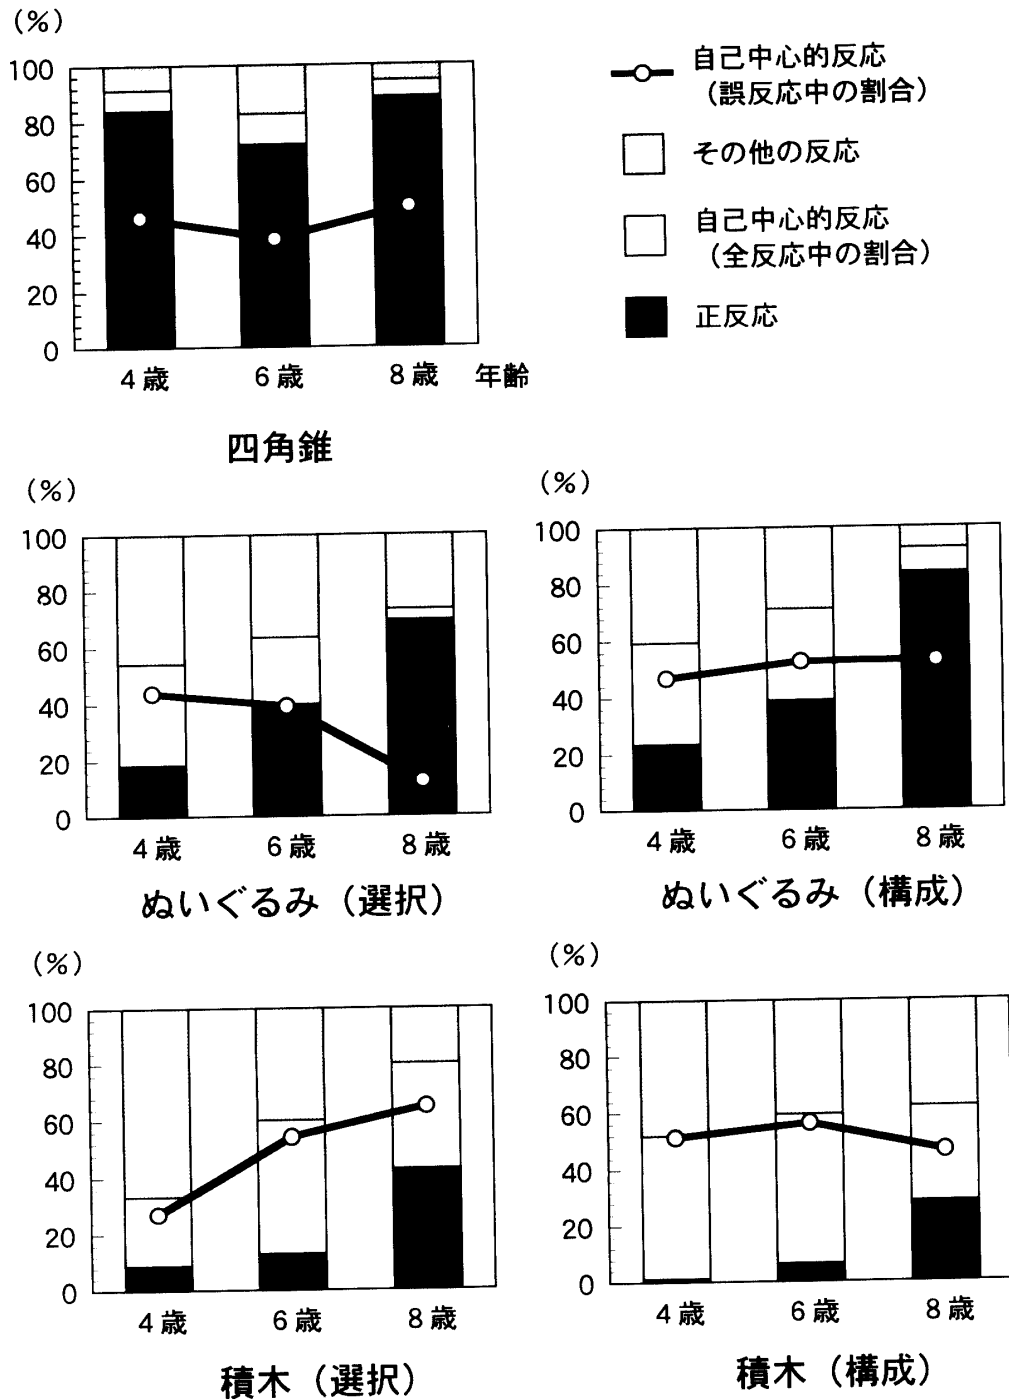 (%)
100
80
60
40
20
0
4歳 6歳 8歳 年齢
四角錐
自己中心的反応
(誤反応中の割合)
その他の反応
自己中心的反応
(全反応中の割合)
正反応
(%)
100
80
60
40
20
0
4歳 6歳 8歳
ぬいぐるみ(選択)
(%)
100
80
60
40
20
0
4歳 6歳 8歳
ぬいぐるみ(構成)
(%)
100
80
60
40
20
0
4歳 6歳 8歳
積木(選択)
(%)
100
80
60
40
20
0
4歳 6歳 8歳
積木(構成)